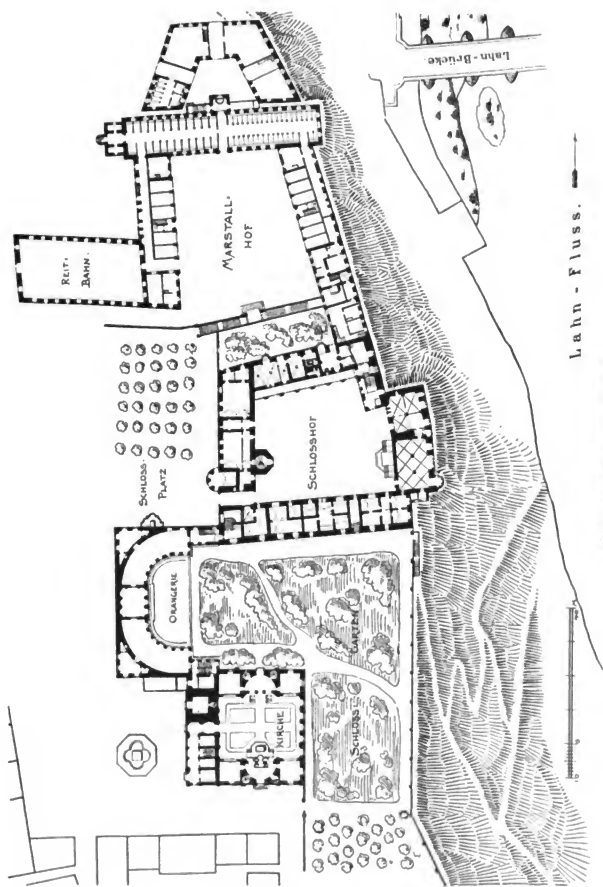 Lahn-Brücke.
Lahn-Fluss.
REIT-
BAHN.
MARSTALL-
HOF
SCHLOSS-
PLATZ
SCHLOSSHOF
ORANGERIE
KIRCHE
SCHLOSS
GARTEN